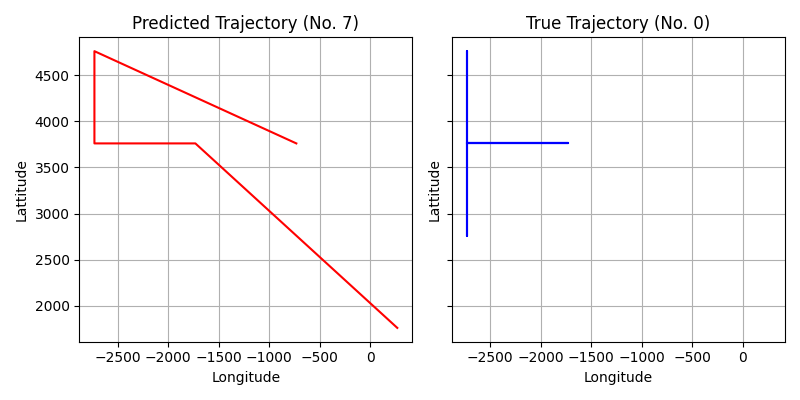 Predicted Trajectory (No. 7)
True Trajectory (No. 0)
Lattitude
4500
4000
3500
3000
2500
2000
−2500 −2000 −1500 −1000 −500 0
Longitude
Lattitude
−2500 −2000 −1500 −1000 −500 0
Longitude